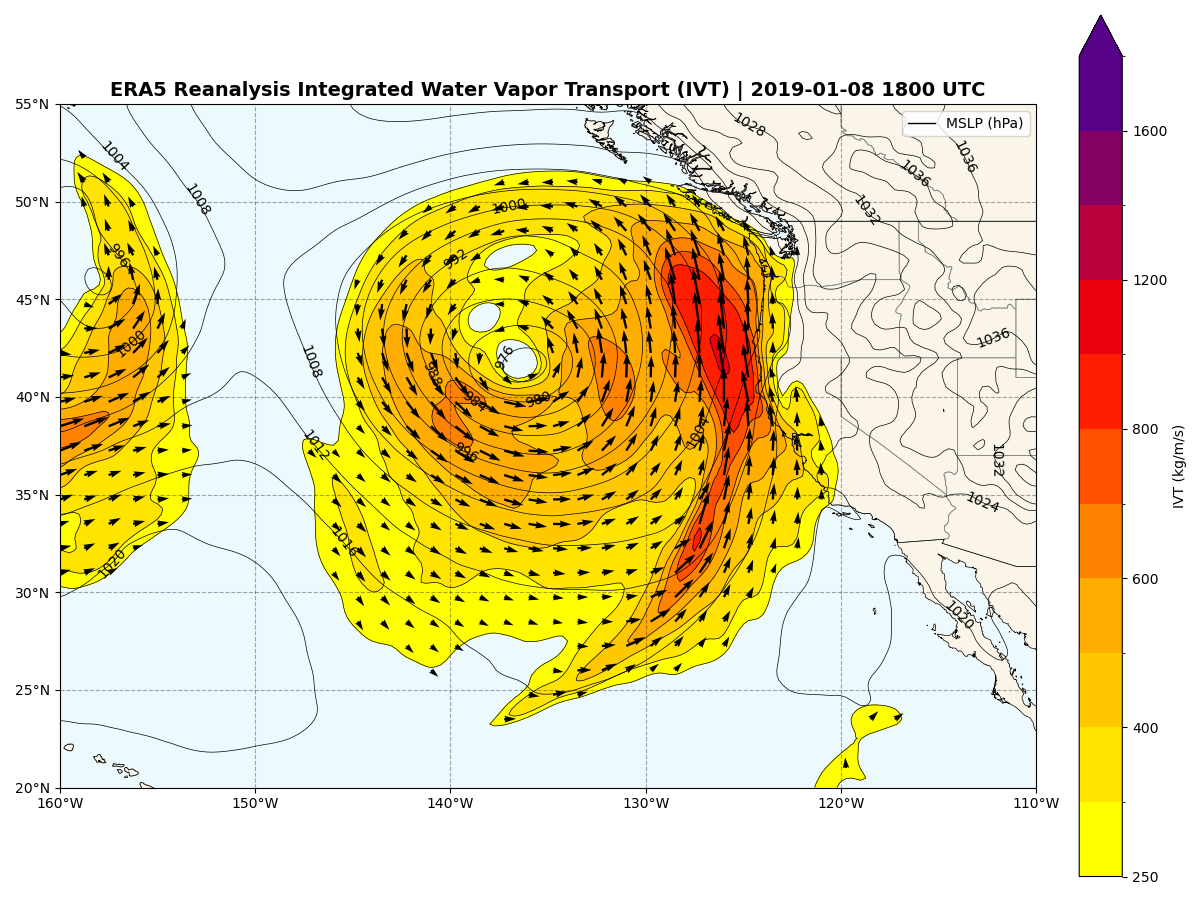 ERA5 Reanalysis Integrated Water Vapor Transport (IVT) | 2019-01-08 1800 UTC
MSLP (hPa)
55°N
50°N
45°N
40°N
35°N
30°N
25°N
20°N
160°W
150°W
140°W
130°W
120°W
110°W
1004
1008
996
1000
1020
1008
1012
1016
1000
992
988
984
996
976
980
1004
1028
1036
1036
1032
1036
1032
1024
1020
1600
1200
800
600
400
250
IVT (kg/m/s)